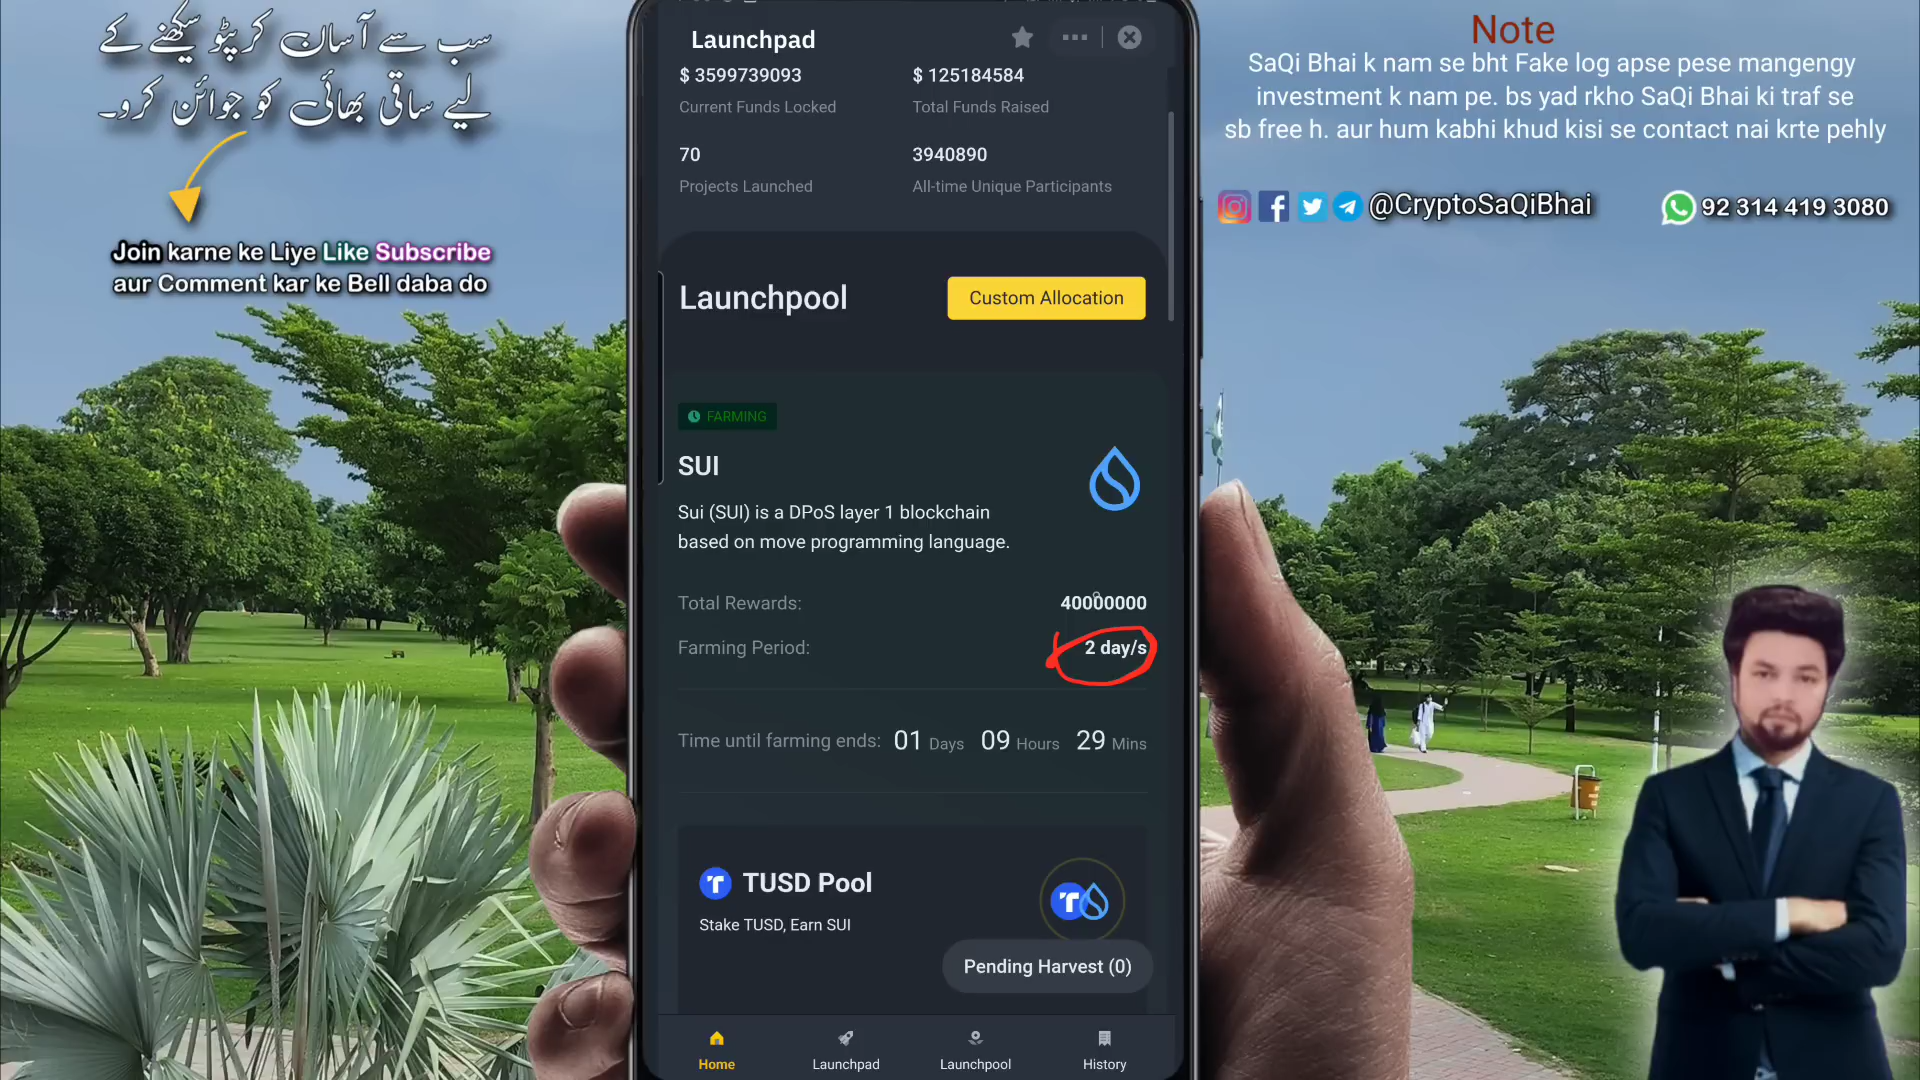 سب سے آسان کرپٹو سکھنے کے
لیے ساقی بھائی کو جوائن کرو۔
Join karne ke Liye Like Subscribe
aur Comment kar ke Bell daba do
Launchpad
$ 3599739093
$ 125184584
Current Funds Locked
Total Funds Raised
70
3940890
Projects Launched
All-time Unique Participants
Launchpool
Custom Allocation
FARMING
SUI
Sui (SUI) is a DPoS layer 1 blockchain
based on move programming language.
Total Rewards:
40000000
Farming Period:
2 day/s
Time until farming ends: 01 Days 09 Hours 29 Mins
TUSD Pool
Stake TUSD, Earn SUI
Pending Harvest (0)
Home
Launchpad
Launchpool
History
Note
SaQi Bhai k nam se bht Fake log apse pese mangengy
investment k nam pe. bs yad rkho SaQi Bhai ki traf se
sb free h. aur hum kabhi khud kisi se contact nai krte pehly
@CryptoSaQiBhai
92 314 419 3080